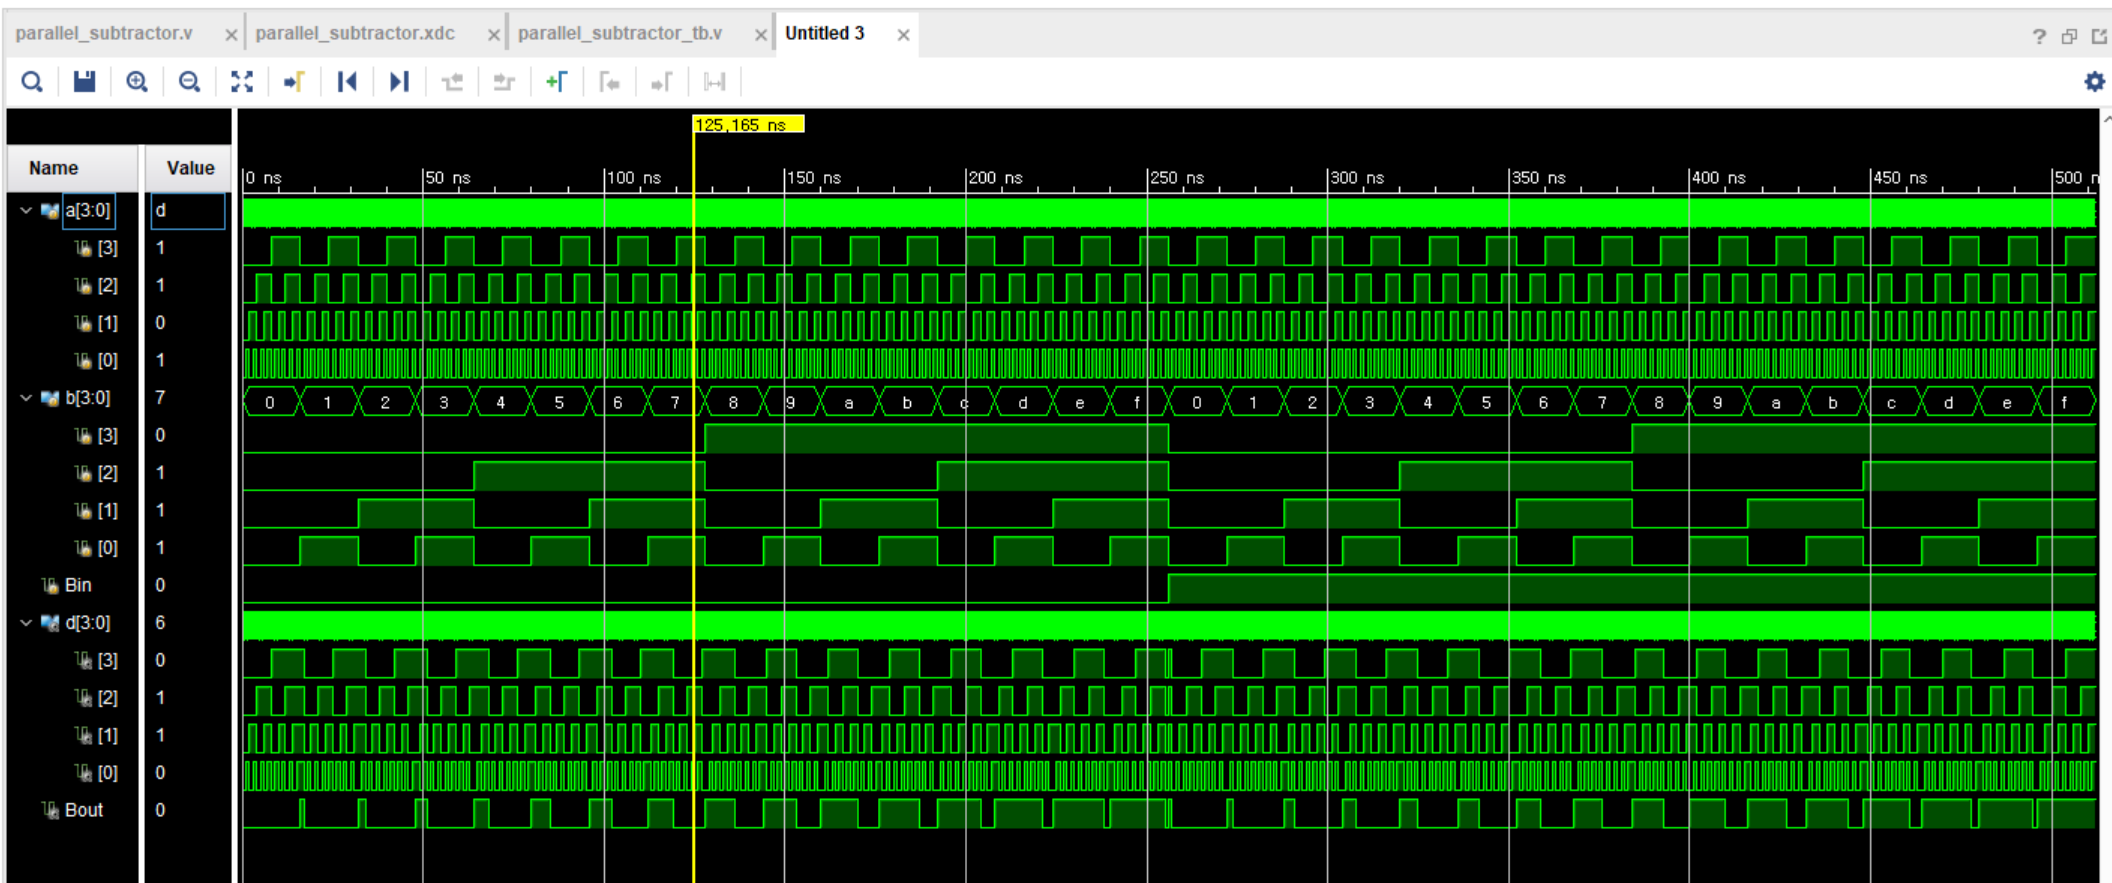 parallel_subtractor.v × parallel_subtractor.xdc × parallel_subtractor_tb.v × Untitled 3 ×
125,165 ns
Name Value
0 ns 50 ns 100 ns 150 ns 200 ns 250 ns 300 ns 350 ns 400 ns 450 ns 500 n
a[3:0] d
[3] 1
[2] 1
[1] 0
[0] 1
b[3:0] 7 0 1 2 3 4 5 6 7 8 9 a b c d e f 0 1 2 3 4 5 6 7 8 9 a b c d e f
[3] 0
[2] 1
[1] 1
[0] 1
Bin 0
d[3:0] 6
[3] 0
[2] 1
[1] 1
[0] 0
Bout 0